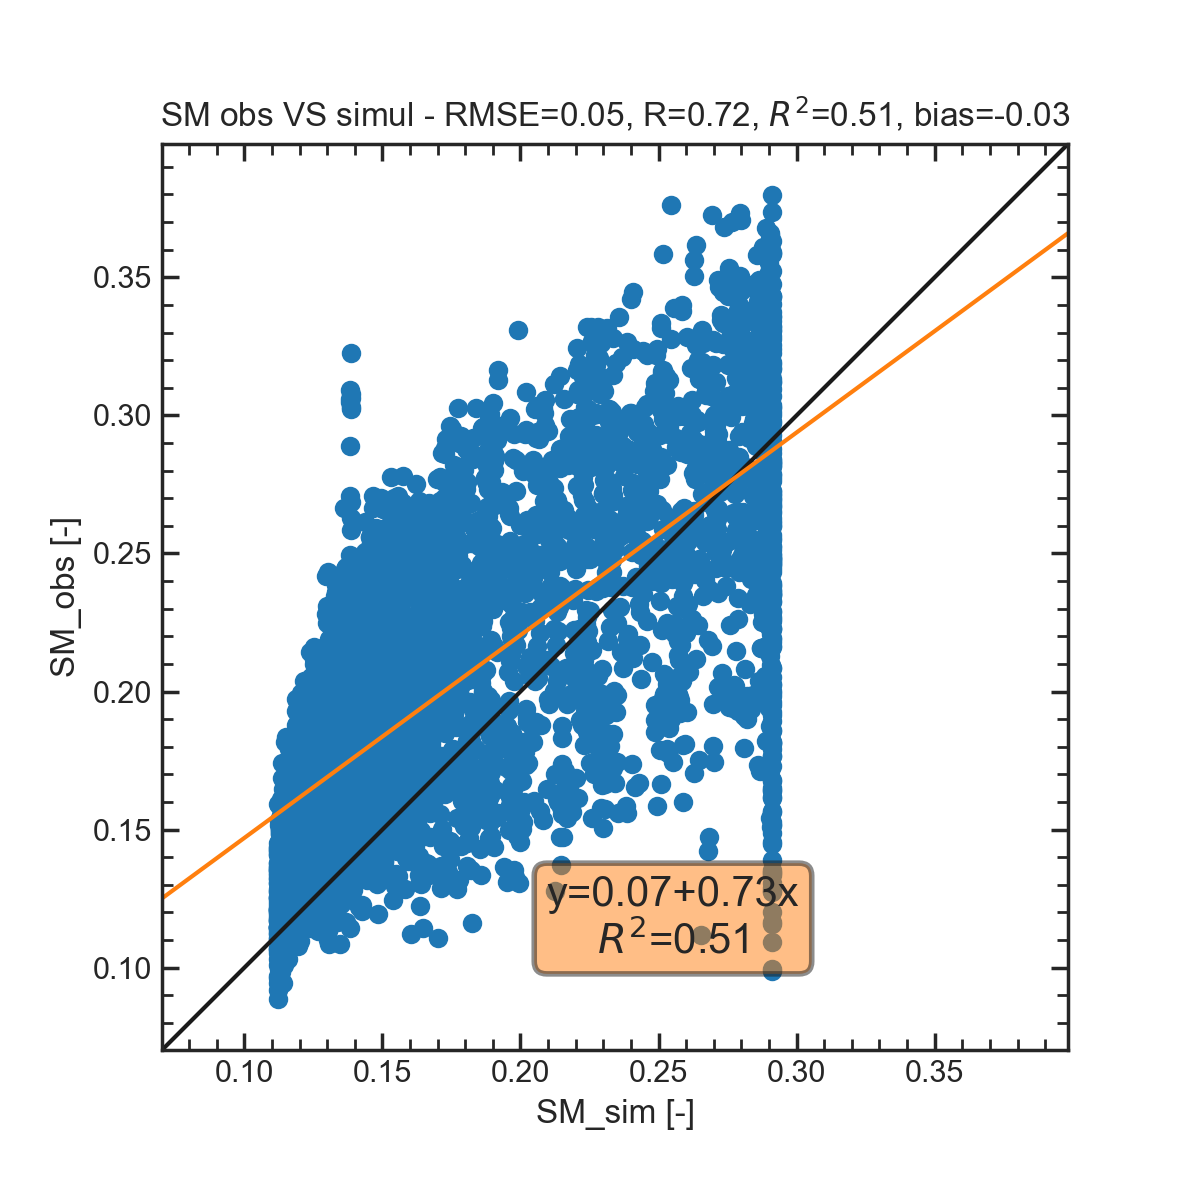 SM obs VS simul - RMSE=0.05, R=0.72, R²=0.51, bias=-0.03
SM_obs [-]
0.35
0.30
0.25
0.20
0.15
0.10
y=0.07+0.73x
R²=0.51
0.10 0.15 0.20 0.25 0.30 0.35
SM_sim [-]